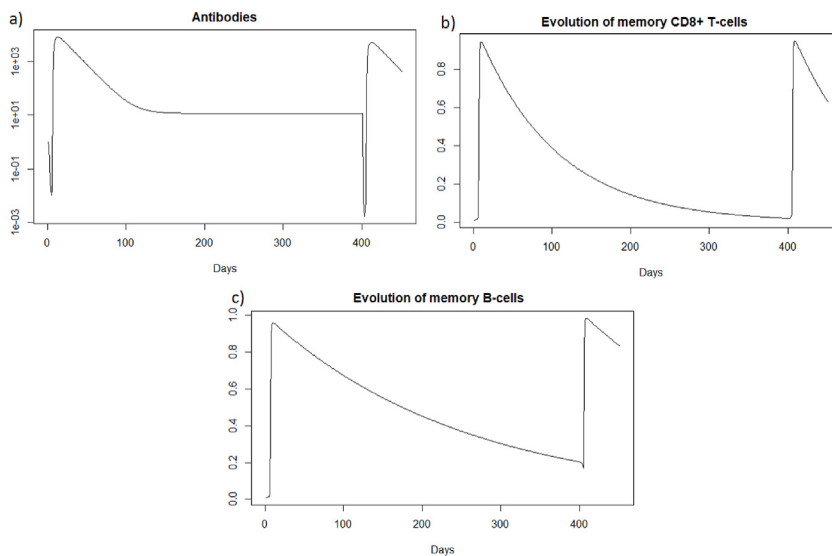 a)
Antibodies
1e+03
1e+01
1e-01
1e-03
0 100 200 300 400
Days
b)
Evolution of memory CD8+ T-cells
0.8
0.6
0.4
0.2
0.0
0 100 200 300 400
Days
c)
Evolution of memory B-cells
1.0
0.8
0.6
0.4
0.2
0.0
0 100 200 300 400
Days